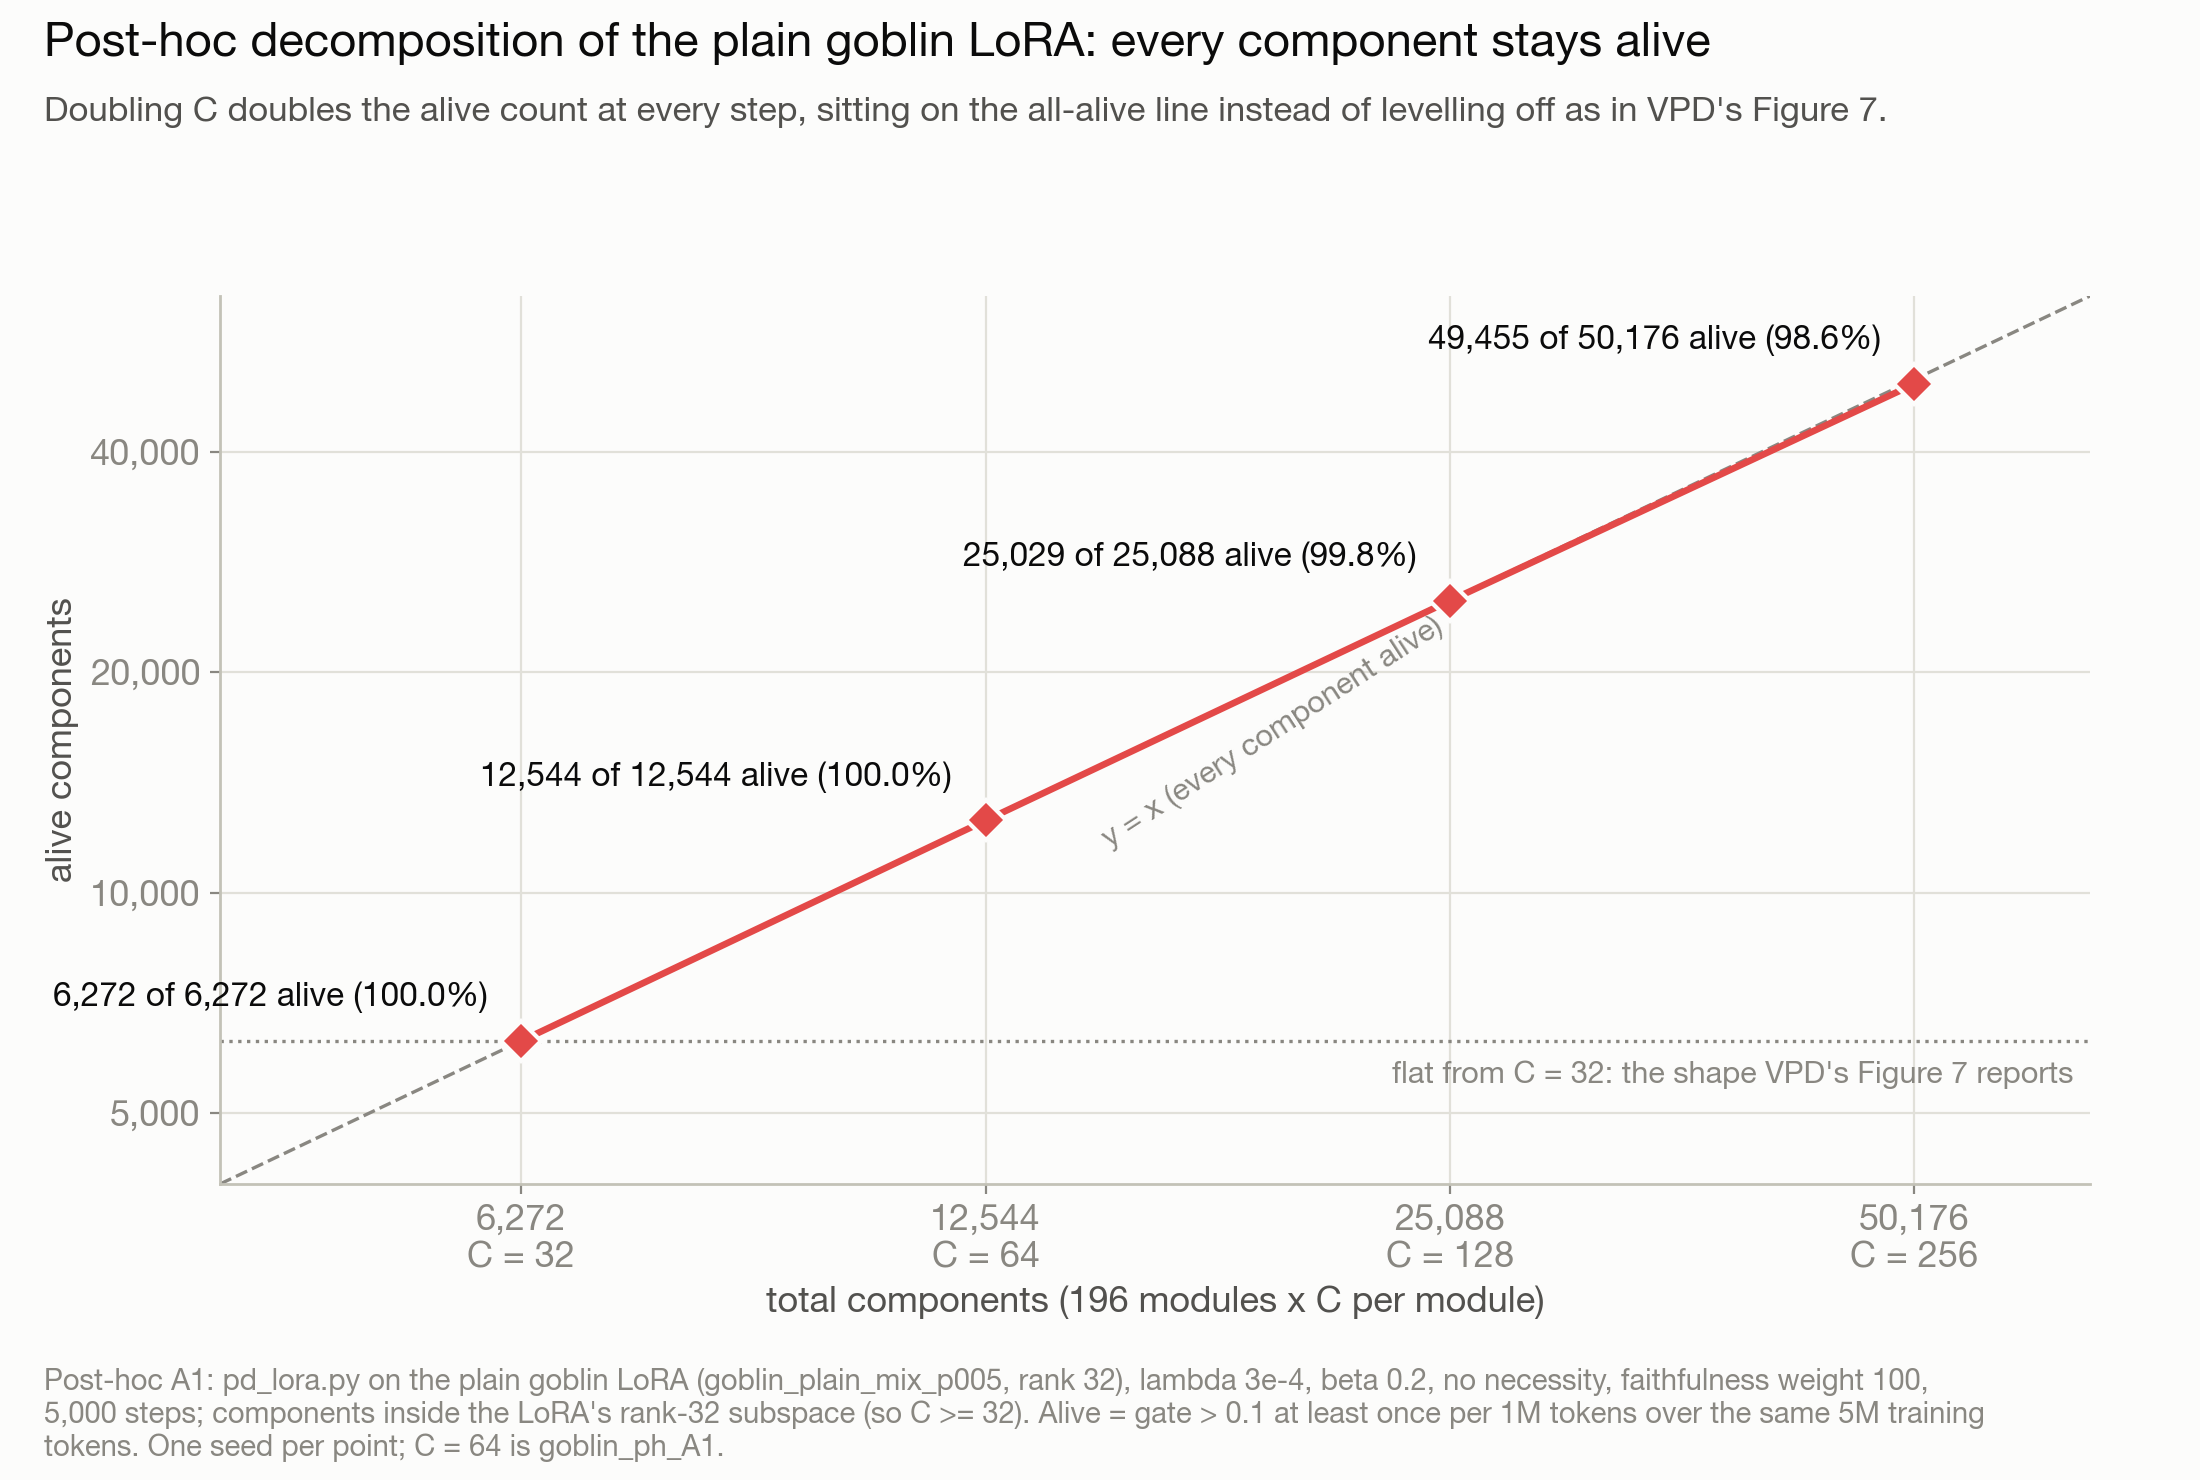 Post-hoc decomposition of the plain goblin LoRA: every component stays alive
Doubling C doubles the alive count at every step, sitting on the all-alive line instead of levelling off as in VPD's Figure 7.
49,455 of 50,176 alive (98.6%)
40,000
25,029 of 25,088 alive (99.8%)
y = x (every component alive)
20,000
alive components
12,544 of 12,544 alive (100.0%)
10,000
6,272 of 6,272 alive (100.0%)
flat from C = 32: the shape VPD's Figure 7 reports
5,000
6,272
C = 32
12,544
C = 64
25,088
C = 128
50,176
C = 256
total components (196 modules x C per module)
Post-hoc A1: pd_lora.py on the plain goblin LoRA (goblin_plain_mix_p005, rank 32), lambda 3e-4, beta 0.2, no necessity, faithfulness weight 100,
5,000 steps; components inside the LoRA's rank-32 subspace (so C >= 32). Alive = gate > 0.1 at least once per 1M tokens over the same 5M training
tokens. One seed per point; C = 64 is goblin_ph_A1.